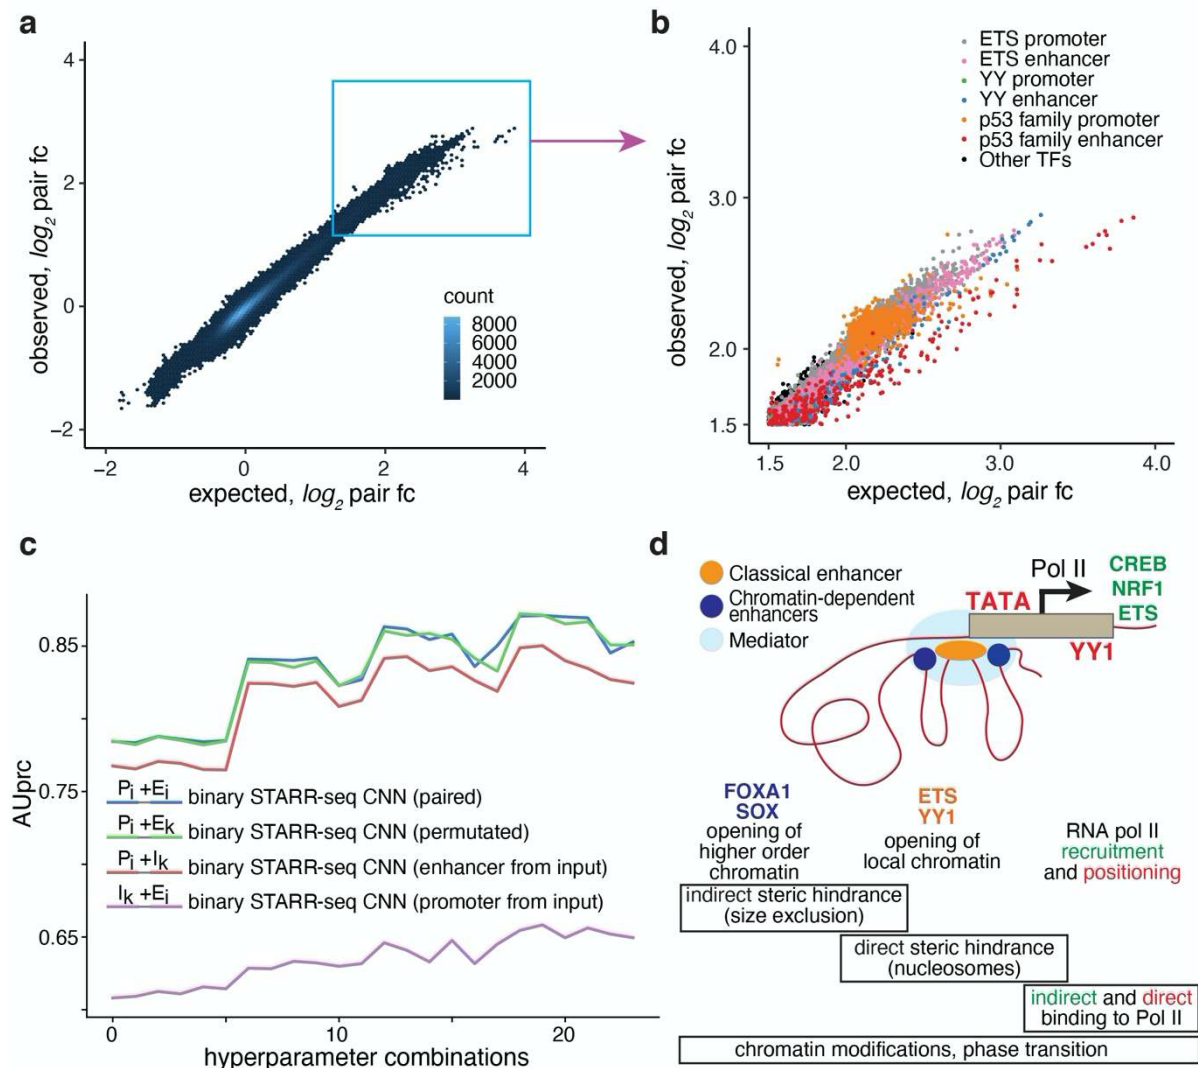 a
4
2
0
−2
−2
0
2
4
observed, log2 pair fc
expected, log2 pair fc
count
8000
6000
4000
2000
b
4.0
3.0
2.0
1.5
1.5
2.0
3.0
4.0
observed, log2 pair fc
expected, log2 pair fc
ETS promoter
ETS enhancer
YY promoter
YY enhancer
p53 family promoter
p53 family enhancer
Other TFs
c
0.85
0.75
0.65
AUprc
Pi +Ei binary STARR-seq CNN (paired)
Pi +Ek binary STARR-seq CNN (permutated)
Pi +Ik binary STARR-seq CNN (enhancer from input)
Ik +Ei binary STARR-seq CNN (promoter from input)
0
10
20
hyperparameter combinations
d
Classical enhancer
Chromatin-dependent
enhancers
Mediator
TATA
Pol II
CREB
NRF1
ETS
YY1
FOXA1
SOX
opening of
higher order
chromatin
ETS
YY1
opening of
local chromatin
RNA pol II
recruitment
and positioning
indirect steric hindrance
(size exclusion)
direct steric hindrance
(nucleosomes)
indirect and direct
binding to Pol II
chromatin modifications, phase transition